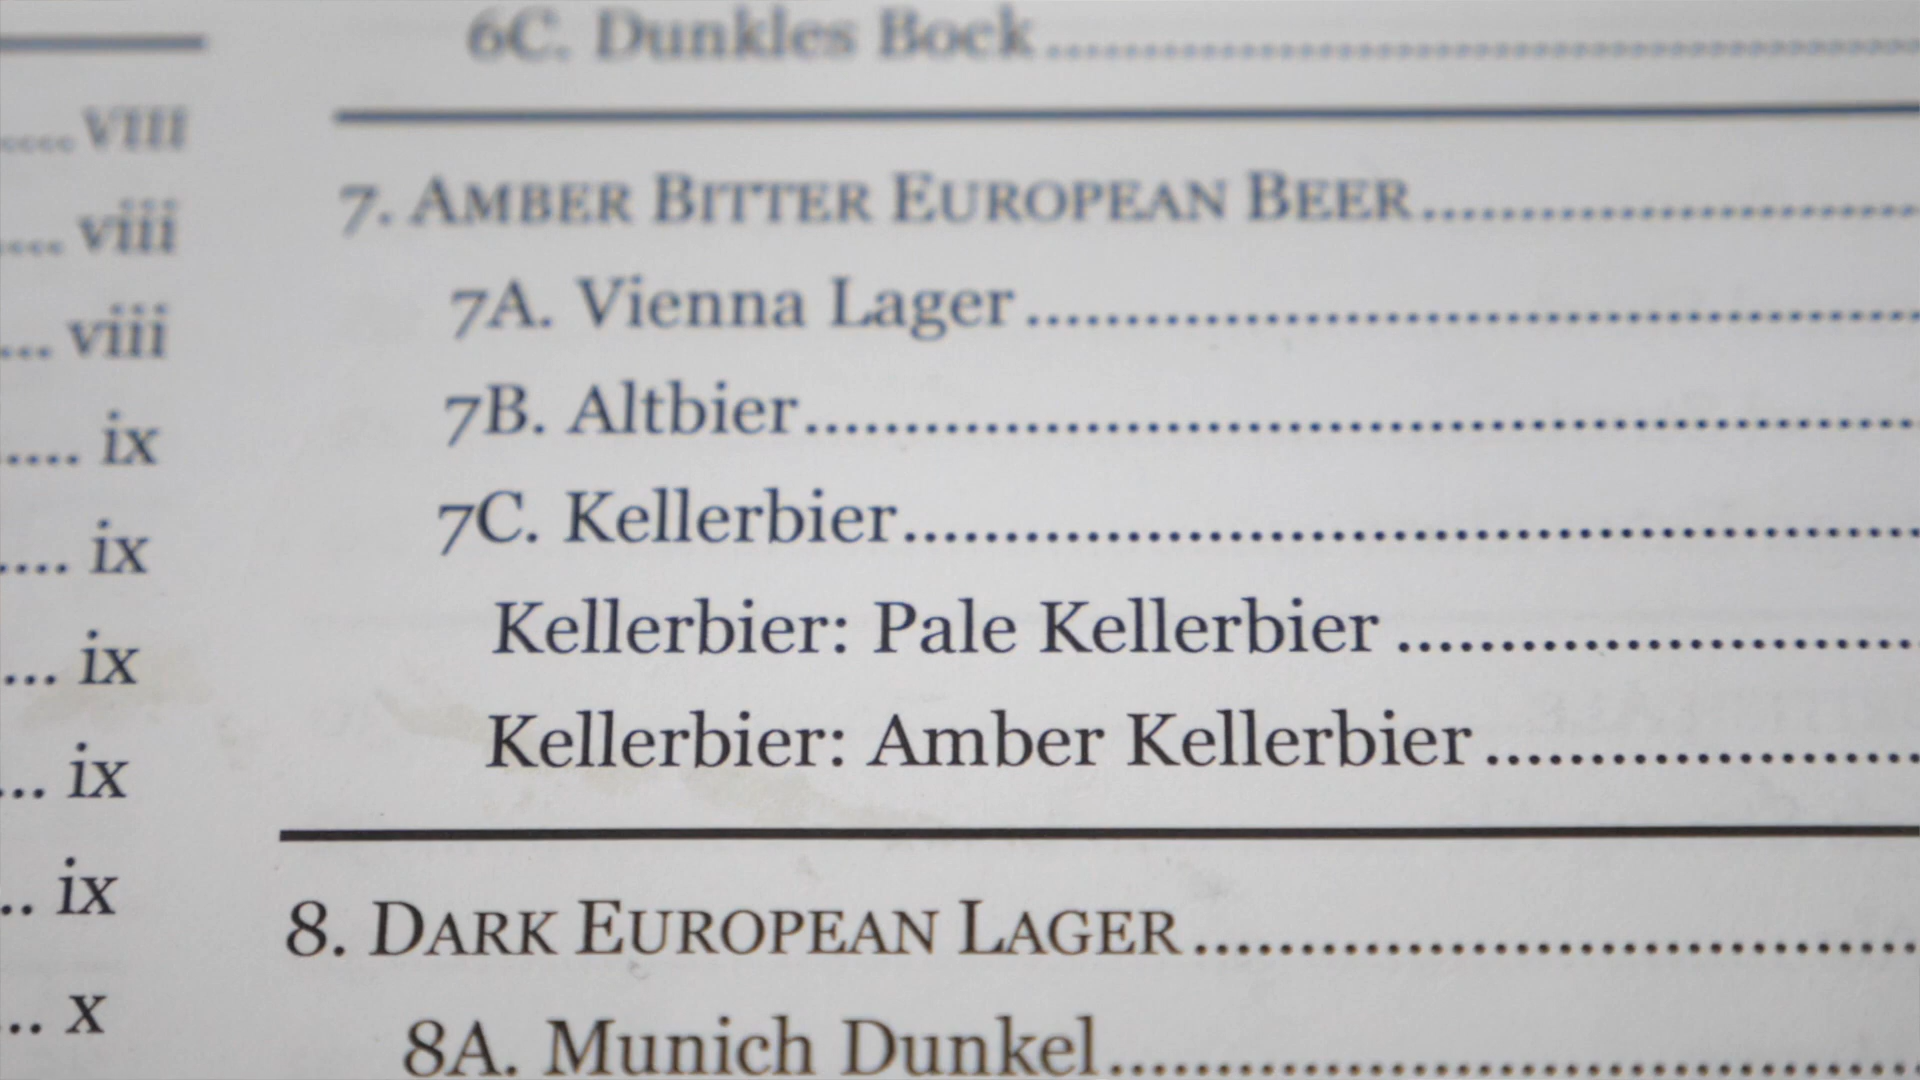 .....VIII
.... viii
... viii
..... ix
.... ix
... ix
... ix
.. ix
.. x
6C. Dunkles Bock..............................
7. AMBER BITTER EUROPEAN BEER..............................
7A. Vienna Lager..............................
7B. Altbier..............................
7C. Kellerbier..............................
Kellerbier: Pale Kellerbier..............................
Kellerbier: Amber Kellerbier..............................
8. DARK EUROPEAN LAGER..............................
8A. Munich Dunkel..............................